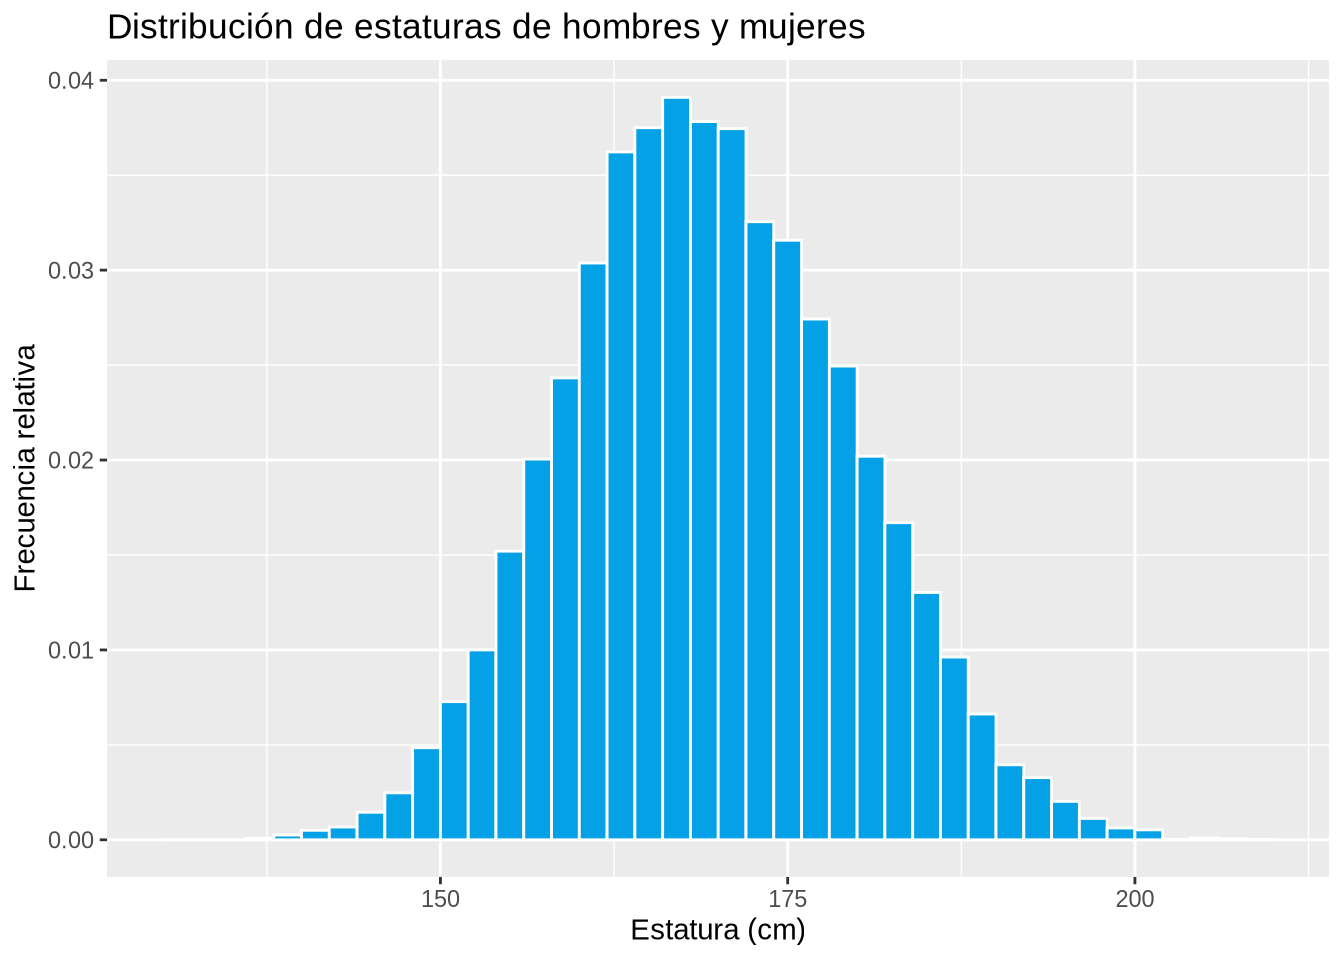 Distribución de estaturas de hombres y mujeres
0.04
0.03
0.02
0.01
0.00
Frecuencia relativa
150 175 200
Estatura (cm)